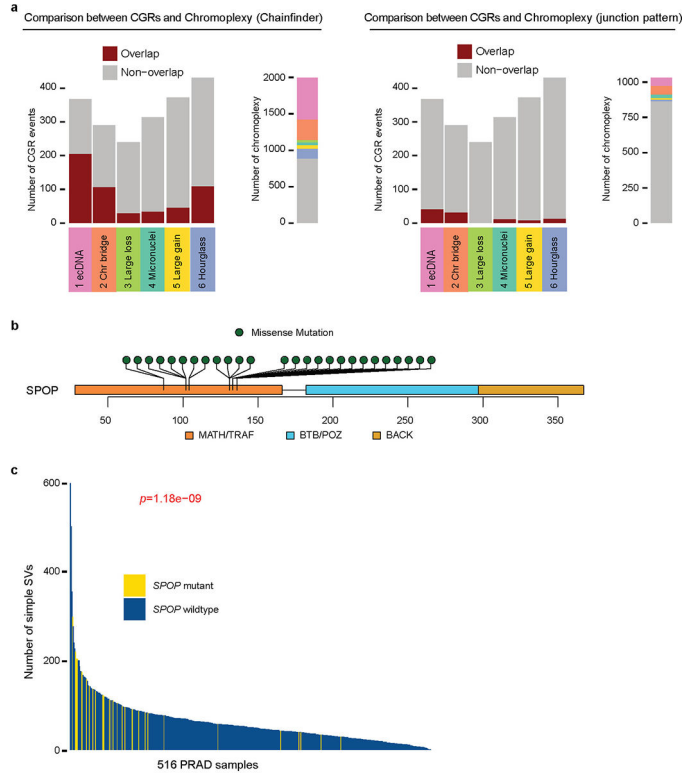 a
Comparison between CGRs and Chromoplexy (Chainfinder)
Overlap
Non-overlap
Number of CGR events
400
300
200
100
0
1 ecDNA
2 Chr bridge
3 Large loss
4 Micronuclei
5 Large gain
6 Hourglass
Number of chromoplexy
2000
1500
1000
500
0
Comparison between CGRs and Chromoplexy (junction pattern)
Overlap
Non-overlap
Number of CGR events
400
300
200
100
0
1 ecDNA
2 Chr bridge
3 Large loss
4 Micronuclei
5 Large gain
6 Hourglass
Number of chromoplexy
1000
750
500
250
0
b
Missense Mutation
SPOP
50 100 150 200 250 300 350
MATH/TRAF BTB/POZ BACK
c
p=1.18e−09
SPOP mutant
SPOP wildtype
Number of simple SVs
600
400
200
0
516 PRAD samples